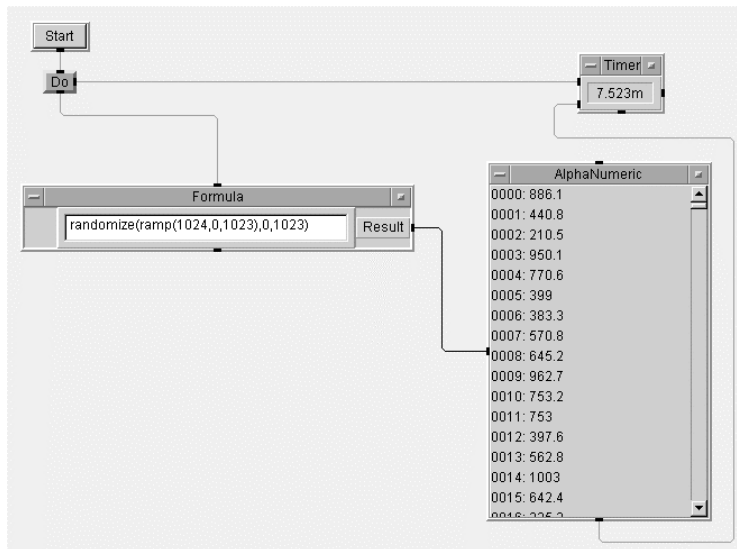 Start
Do
Timer
7.523m
Formula
randomize(ramp(1024,0,1023),0,1023)
Result
AlphaNumeric
0000: 886.1
0001: 440.8
0002: 210.5
0003: 950.1
0004: 770.6
0005: 399
0006: 383.3
0007: 570.8
0008: 645.2
0009: 962.7
0010: 753.2
0011: 753
0012: 397.6
0013: 562.8
0014: 1003
0015: 642.4